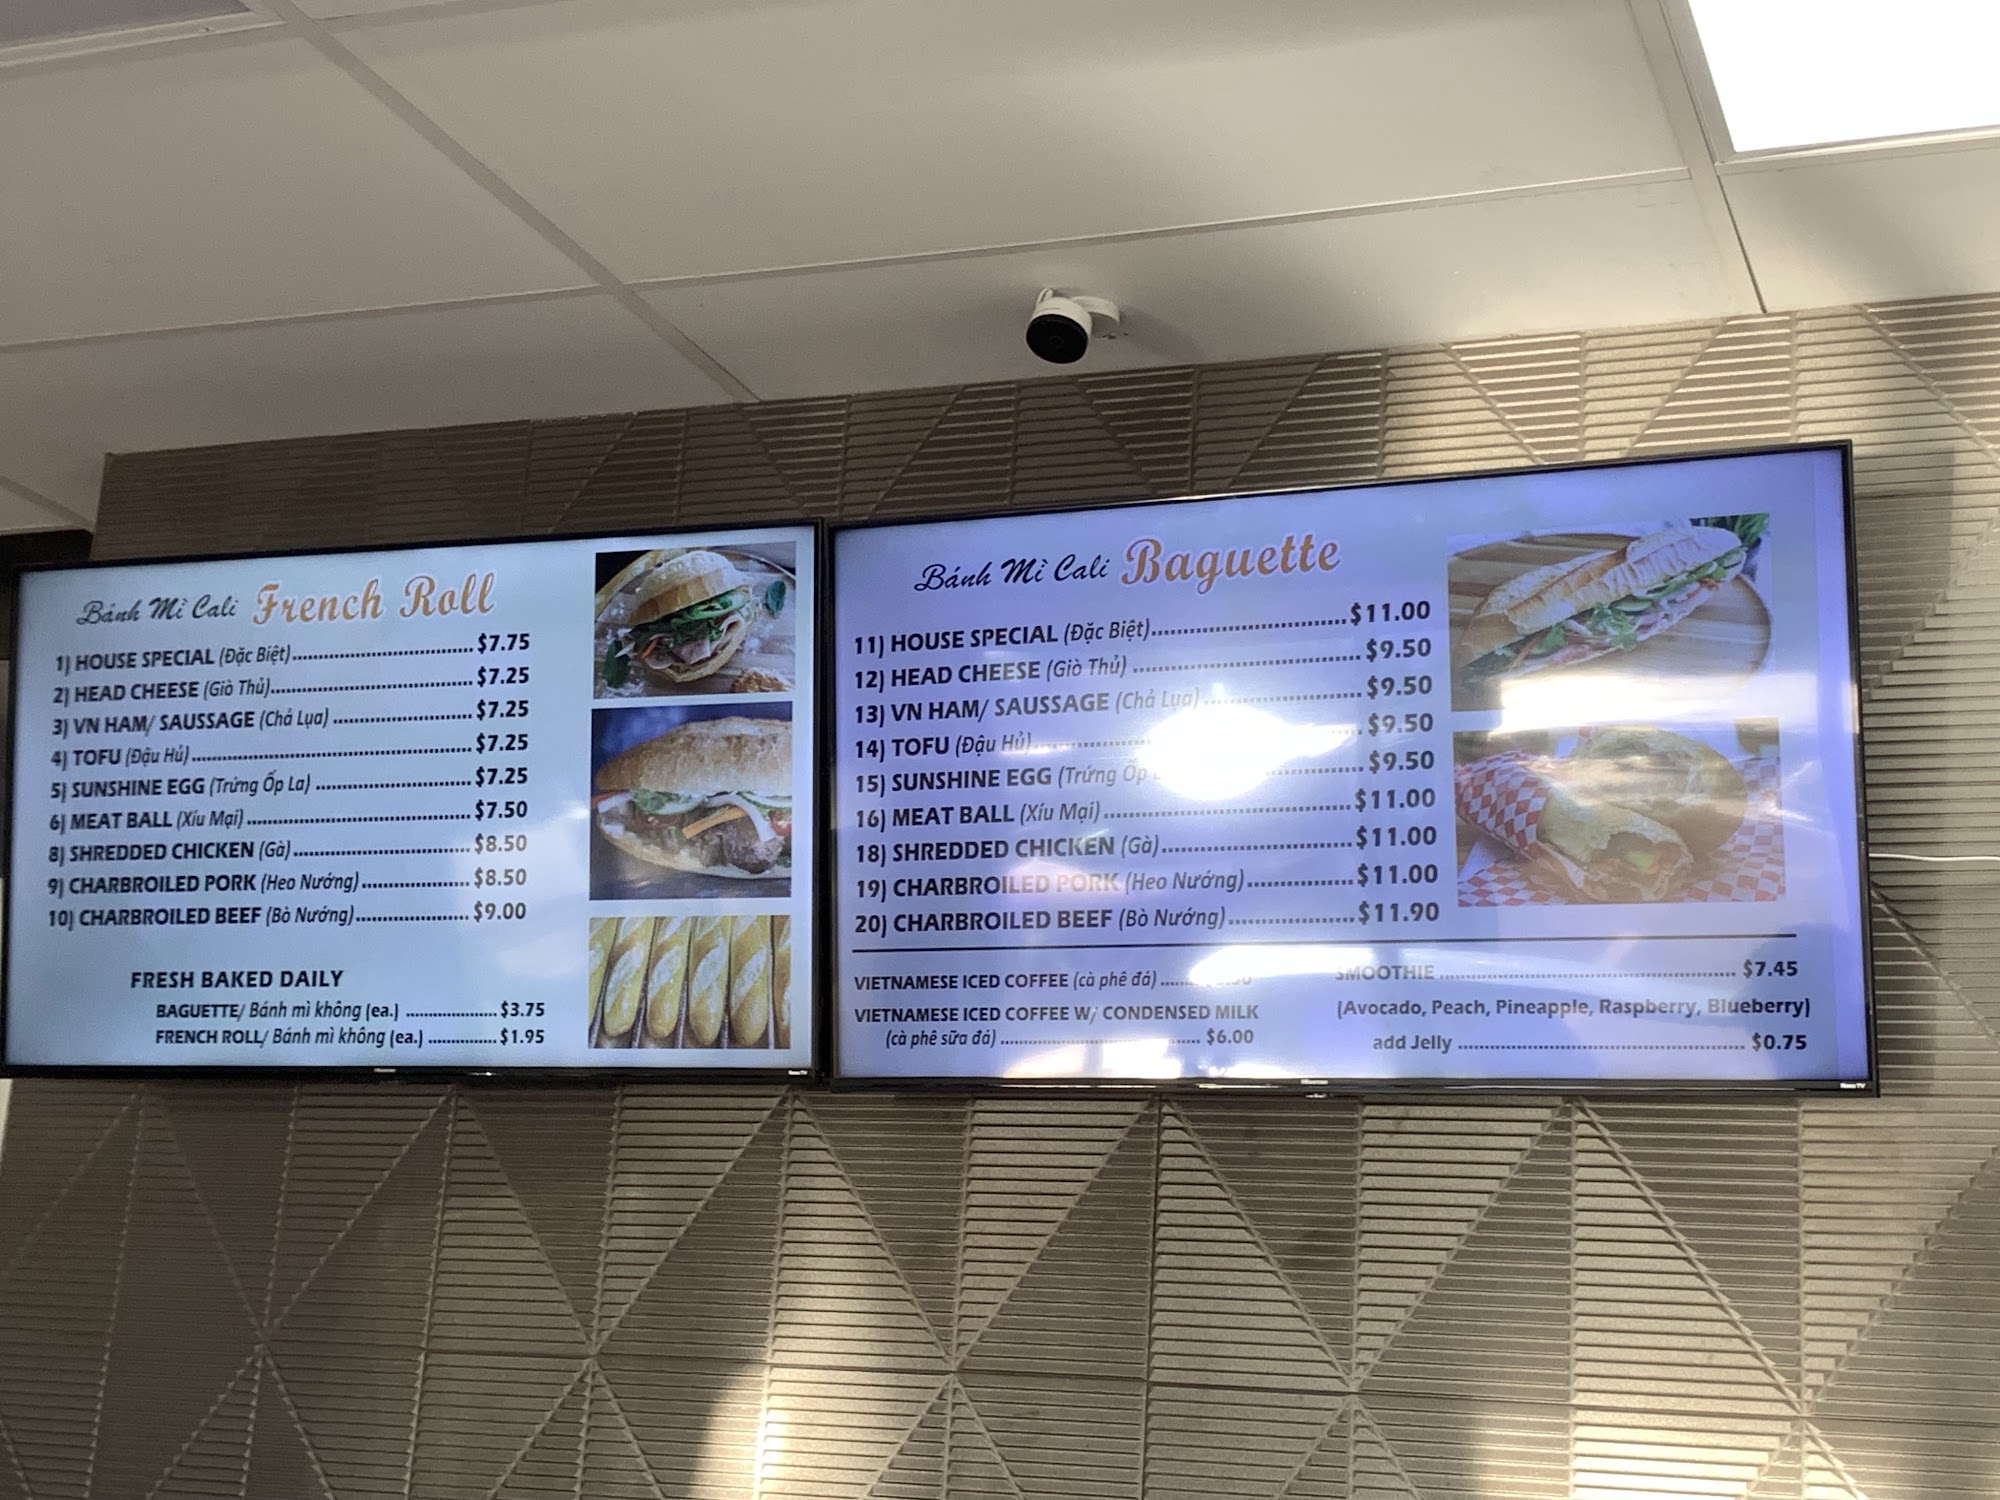 Bánh Mì Cali French Roll
1) HOUSE SPECIAL (Đặc Biệt) $7.75
2) HEAD CHEESE (Giò Thủ) $7.25
3) VN HAM/ SAUSSAGE (Chả Lụa) $7.25
4) TOFU (Đậu Hủ) $7.25
5) SUNSHINE EGG (Trứng Ốp La) $7.25
6) MEAT BALL (Xíu Mại) $7.50
8) SHREDDED CHICKEN (Gà) $8.50
9) CHARBROILED PORK (Heo Nướng) $8.50
10) CHARBROILED BEEF (Bò Nướng) $9.00
FRESH BAKED DAILY
BAGUETTE/ Bánh mì không (ea.) $3.75
FRENCH ROLL/ Bánh mì không (ea.) $1.95
Bánh Mì Cali Baguette
11) HOUSE SPECIAL (Đặc Biệt) $11.00
12) HEAD CHEESE (Giò Thủ) $9.50
13) VN HAM/ SAUSSAGE (Chả Lụa) $9.50
14) TOFU (Đậu Hủ) $9.50
15) SUNSHINE EGG (Trứng Ốp $9.50
16) MEAT BALL (Xíu Mại) $11.00
18) SHREDDED CHICKEN (Gà) $11.00
19) CHARBROILED PORK (Heo Nướng) $11.00
20) CHARBROILED BEEF (Bò Nướng) $11.90
VIETNAMESE ICED COFFEE (cà phê đá)
VIETNAMESE ICED COFFEE W/ CONDENSED MILK
(cà phê sữa đá) $6.00
SMOOTHIE $7.45
(Avocado, Peach, Pineapple, Raspberry, Blueberry)
add Jelly $0.75
Roku TV